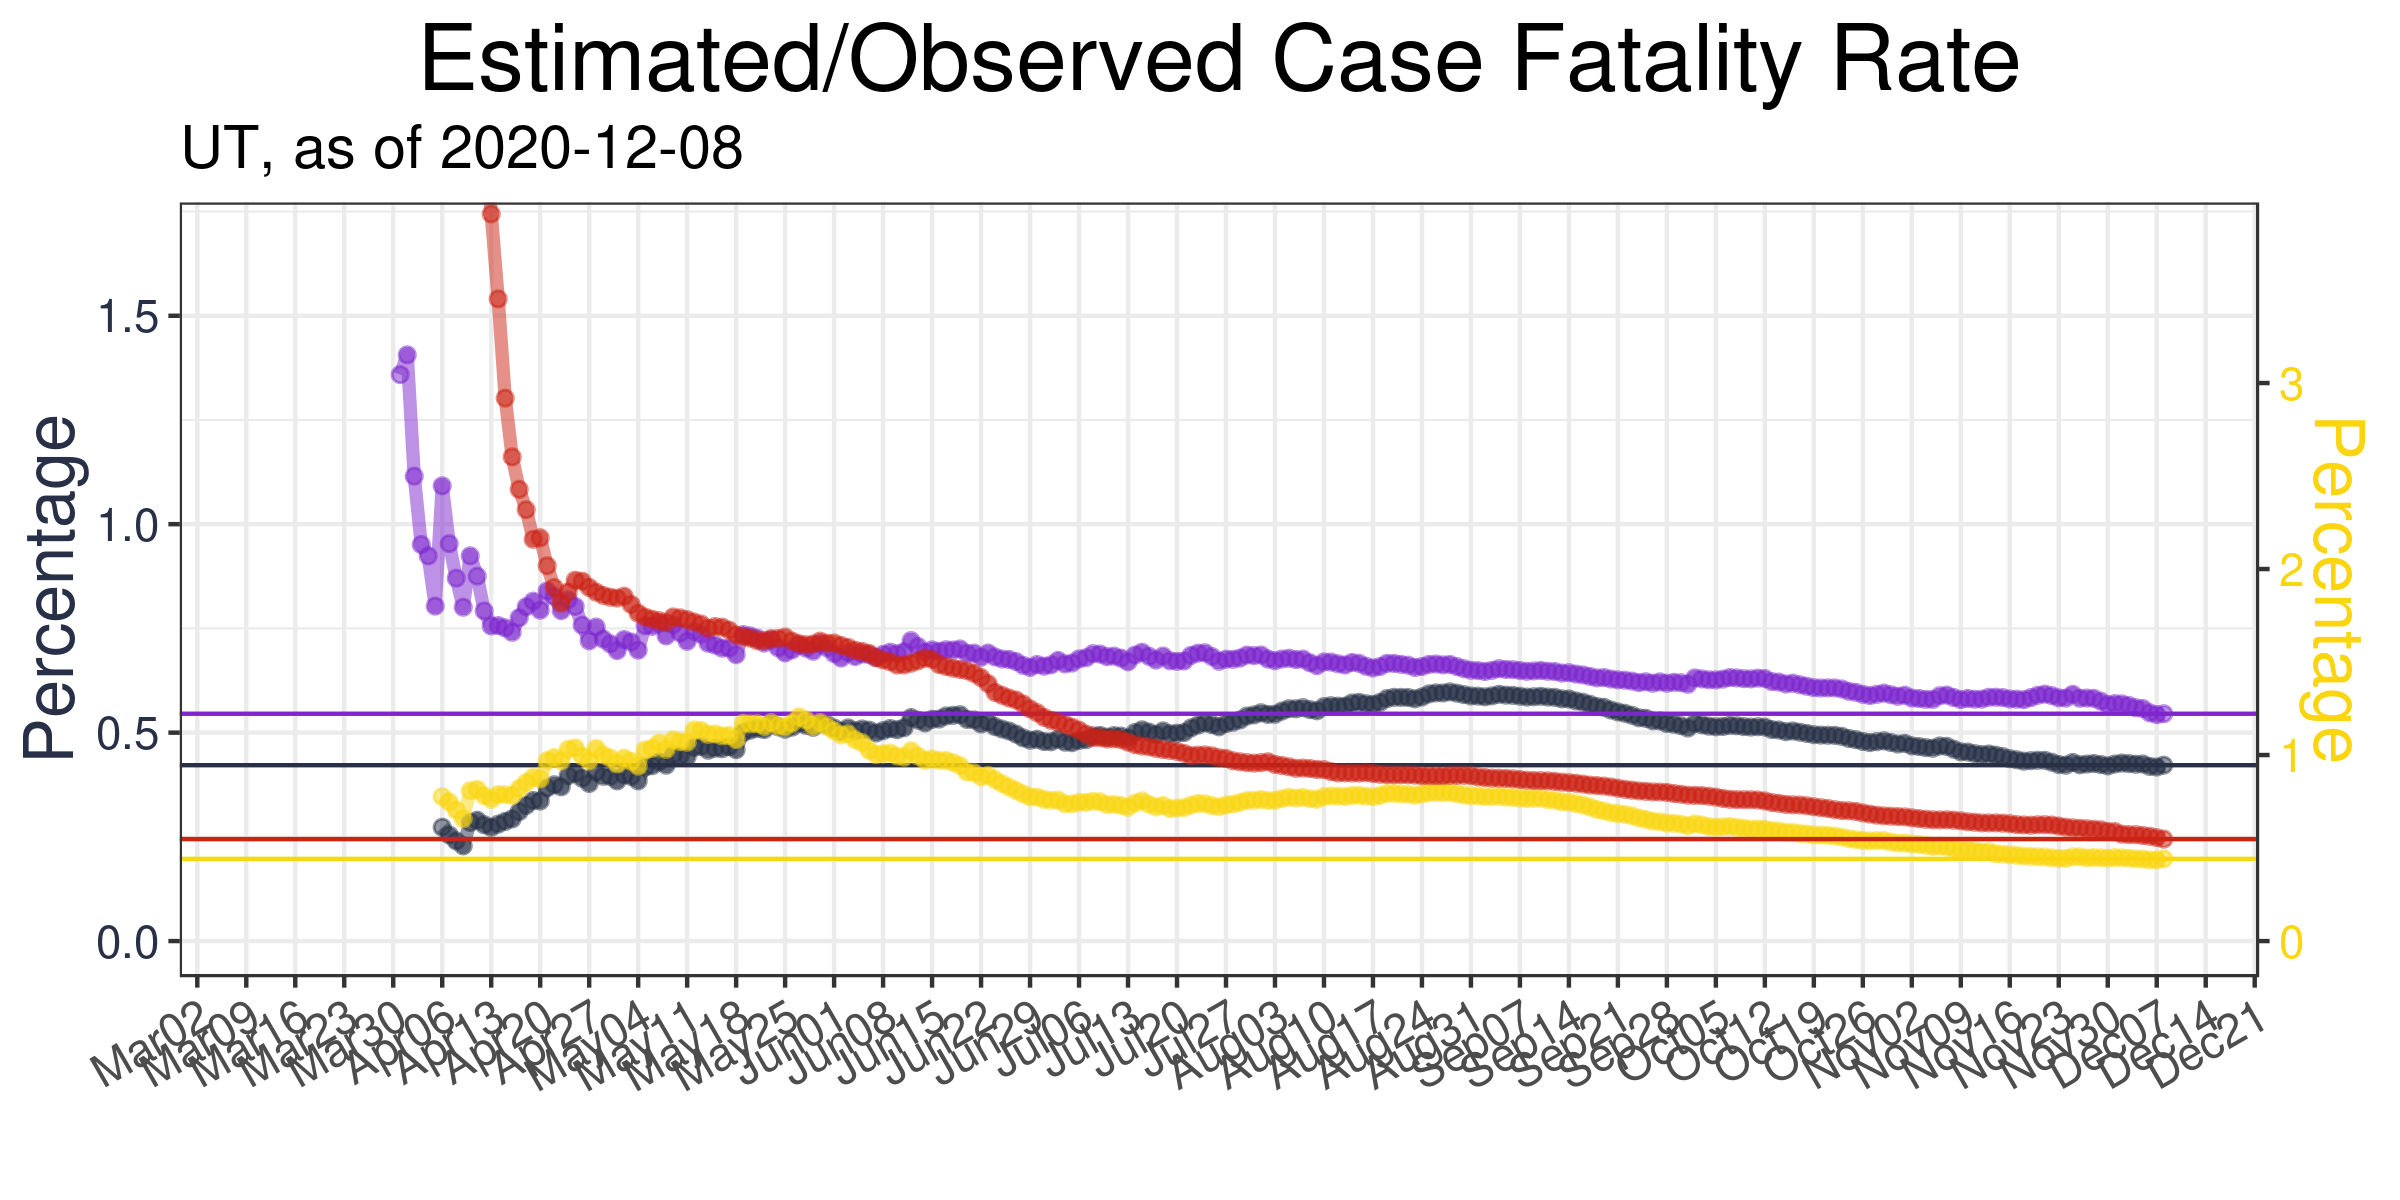 Estimated/Observed Case Fatality Rate
UT, as of 2020-12-08
Percentage
1.5
1.0
0.5
0.0
3
2
1
0
Percentage
Mar02
Mar09
Mar16
Mar23
Mar30
Apr06
Apr13
Apr20
Apr27
May04
May11
May18
May25
Jun01
Jun08
Jun15
Jun22
Jun29
Jul06
Jul13
Jul20
Jul27
Aug03
Aug10
Aug17
Aug24
Aug31
Sep07
Sep14
Sep21
Sep28
Oct05
Oct12
Oct19
Oct26
Nov02
Nov09
Nov16
Nov23
Nov30
Dec07
Dec14
Dec21